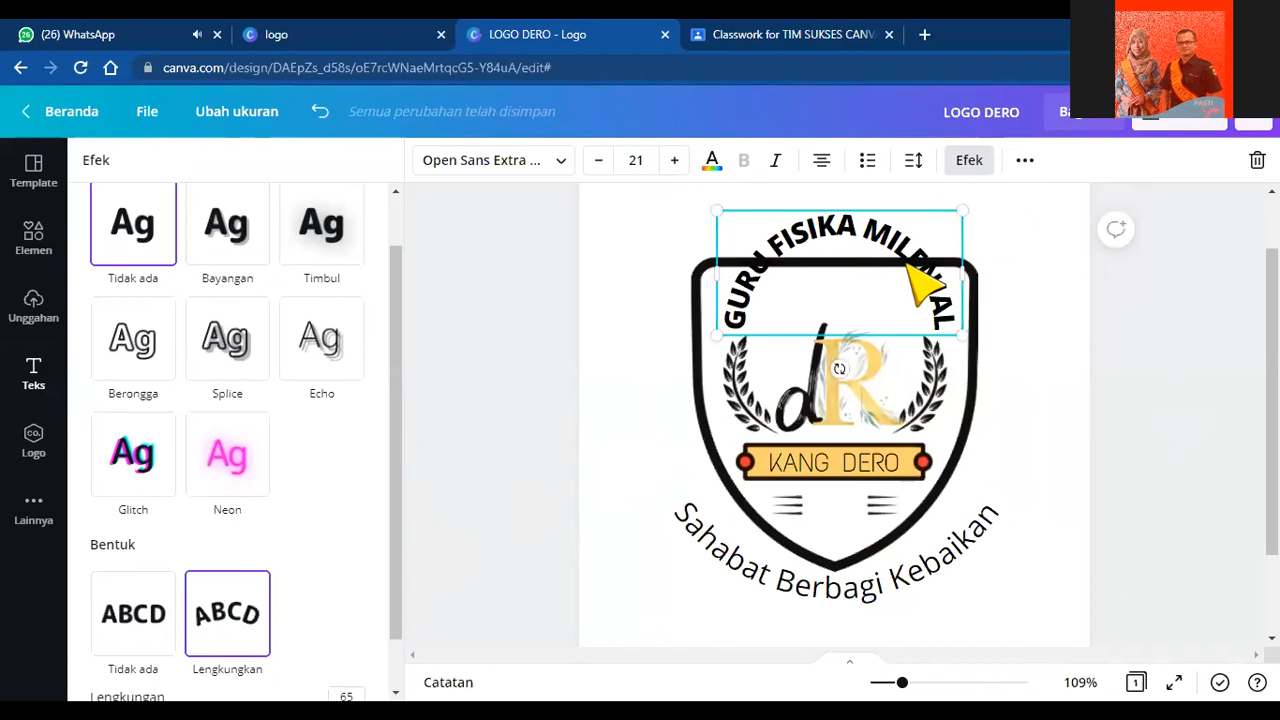 (26) WhatsApp
logo
LOGO DERO - Logo
Classwork for TIM SUKSES CANV
canva.com/design/DAEpZs_d58s/oE7rcWNaeMrtqcG5-Y84uA/edit#
Beranda
File
Ubah ukuran
Semua perubahan telah disimpan
LOGO DERO
Efek
Open Sans Extra ...
21
A
B
I
Efek
Template
Elemen
Unggahan
Teks
Logo
Lainnya
CO.
Ag
Ag
Ag
Tidak ada
Bayangan
Timbul
Ag
Ag
Ag
Berongga
Splice
Echo
Ag
Ag
Glitch
Neon
Bentuk
ABCD
ABCD
Tidak ada
Lengkungkan
Lengkungan
65
GURU FISIKA MILENIAL
dR
KANG DERO
Sahabat Berbagi Kebaikan
Catatan
109%
1